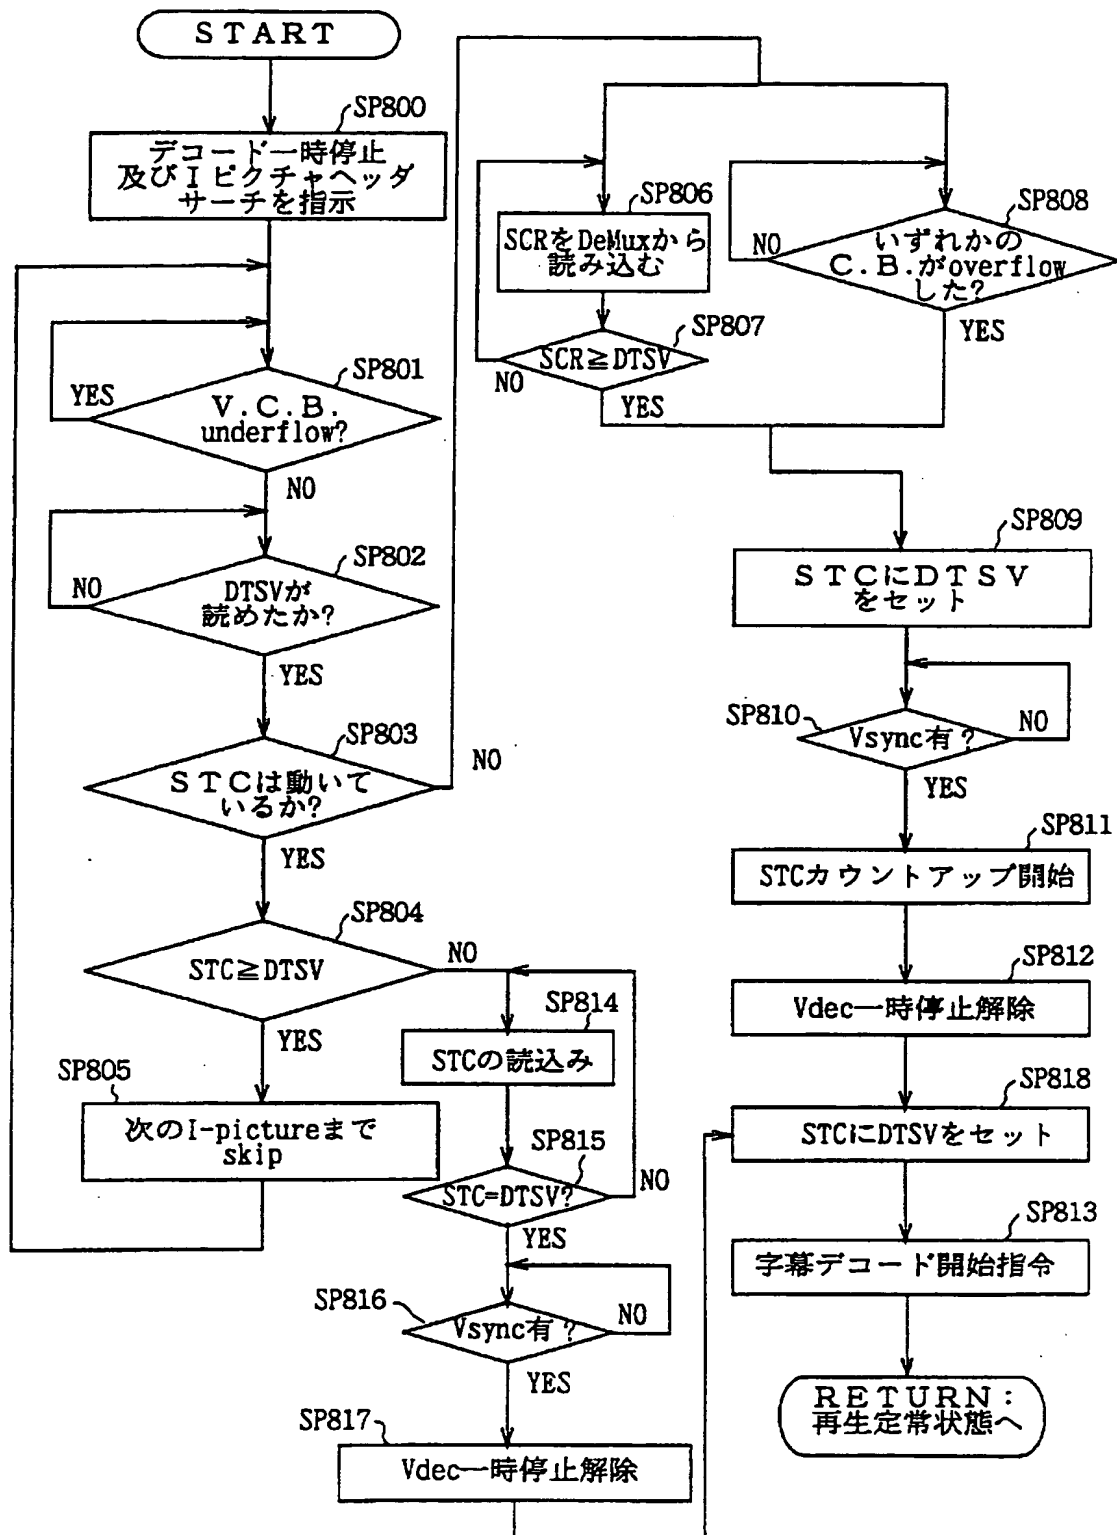 START
SP800
デコード一時停止
及びIピクチャヘッダ
サーチを指示
SP801
YES
V.C.B.
underflow?
NO
SP802
NO
DTSVが
読めたか?
YES
SP803
NO
STCは動いて
いるか?
YES
SP804
NO
STC≧DTSV
YES
SP805
次のI-pictureまで
skip
SP814
STCの読込み
SP815
STC=DTSV?
NO
YES
SP816
Vsync有?
NO
YES
SP817
Vdec一時停止解除
SP806
SCRをDeMuxから
読み込む
SP807
SCR≧DTSV
NO
YES
SP808
NO
いずれかの
C.B.がoverflow
した?
YES
SP809
STCにDTSV
をセット
SP810
Vsync有?
NO
YES
SP811
STCカウントアップ開始
SP812
Vdec一時停止解除
SP818
STCにDTSVをセット
SP813
字幕デコード開始指令
RETURN:
再生定常状態へ